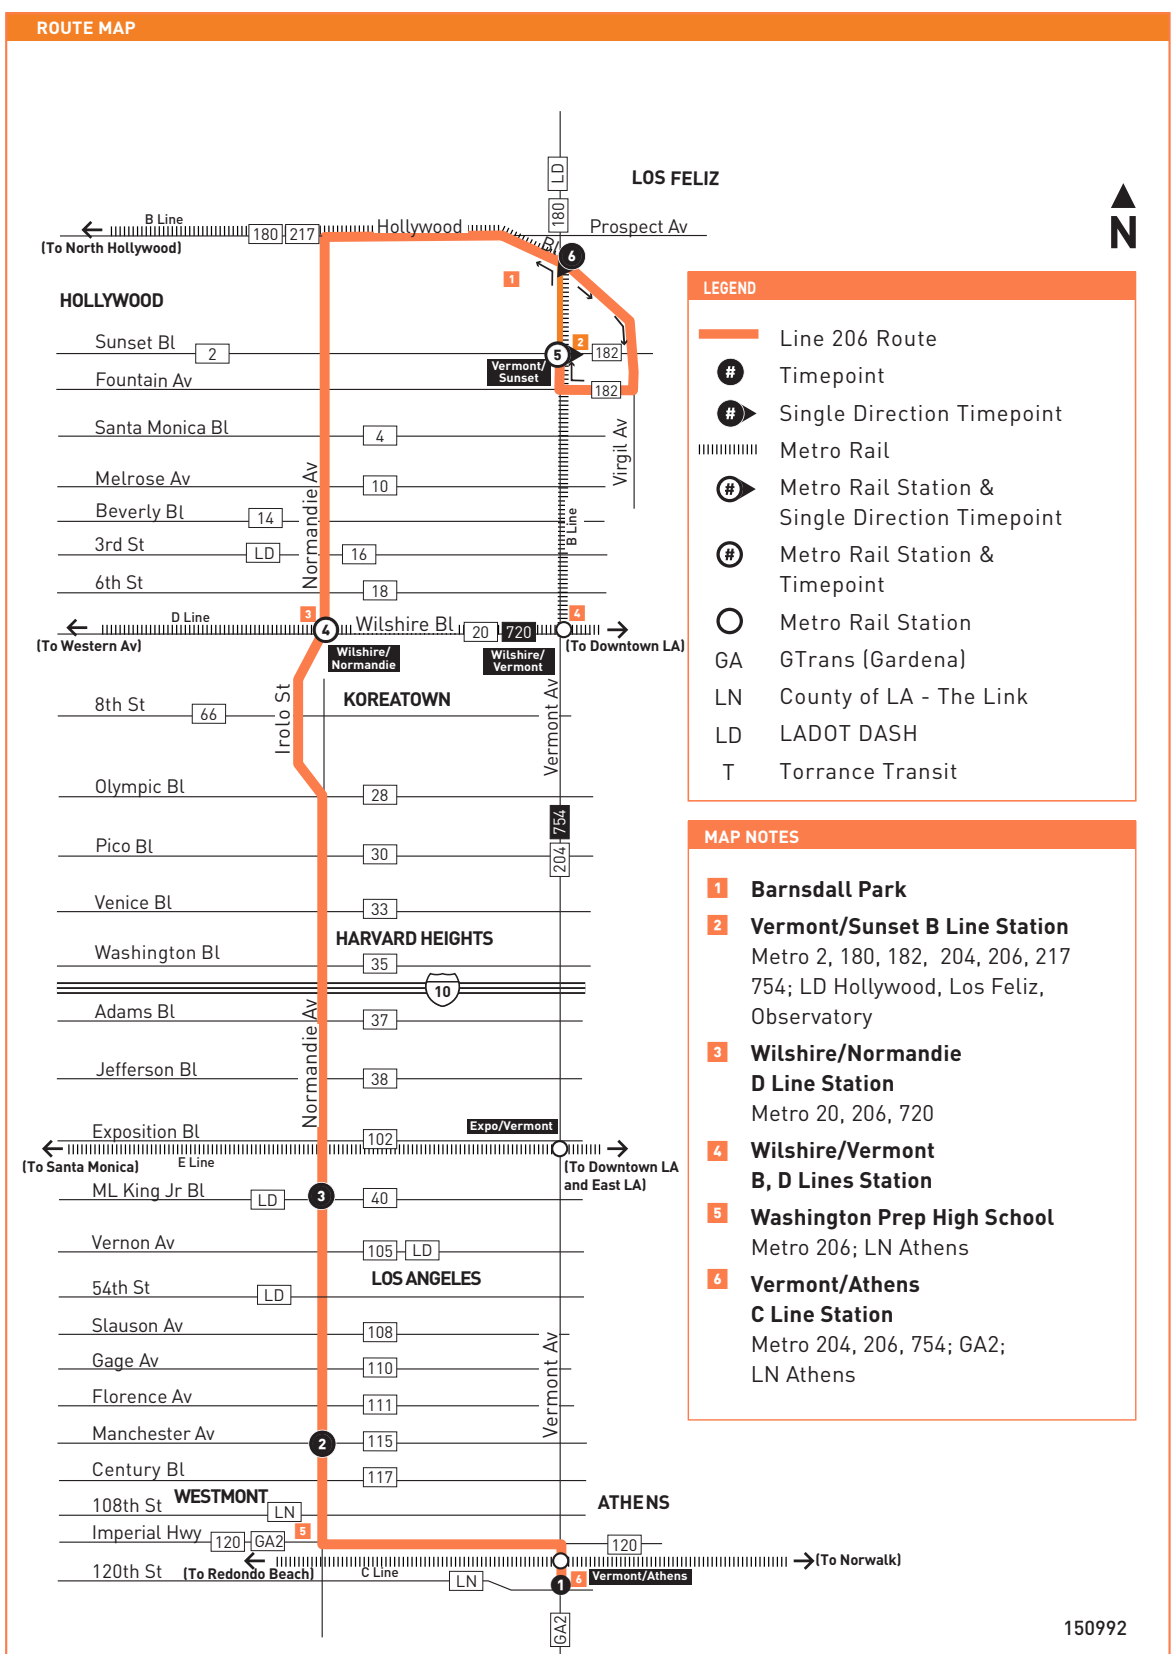 ROUTE MAP
LD
LOS FELIZ
180
B Line
180 217
Hollywood
Bl
Prospect Av
(To North Hollywood)
N
6
1
HOLLYWOOD
Sunset Bl
2
5
2
182
Vermont/
Sunset
Fountain Av
182
Santa Monica Bl
4
Virgil Av
Melrose Av
10
Normandie Av
Beverly Bl
14
B Line
3rd St
LD
16
6th St
18
D Line
3
4
4
Wilshire Bl
20
720
(To Western Av)
(To Downtown LA)
Wilshire/
Normandie
Wilshire/
Vermont
KOREATOWN
8th St
66
Irolo St
Vermont Av
Olympic Bl
28
754
Pico Bl
30
204
Venice Bl
33
HARVARD HEIGHTS
Washington Bl
35
10
Adams Bl
37
Normandie Av
Jefferson Bl
38
Exposition Bl
102
Expo/Vermont
(To Santa Monica)
E Line
(To Downtown LA
and East LA)
ML King Jr Bl
LD
3
40
Vernon Av
105
LD
LOS ANGELES
54th St
LD
Slauson Av
108
Gage Av
110
Vermont Av
Florence Av
111
Manchester Av
2
115
Century Bl
117
WESTMONT
ATHENS
108th St
LN
Imperial Hwy
120
GA2
5
120
(To Norwalk)
120th St
(To Redondo Beach)
C Line
LN
1
6
Vermont/Athens
GA2
LEGEND
Line 206 Route
# Timepoint
# Single Direction Timepoint
Metro Rail
# Metro Rail Station &
Single Direction Timepoint
# Metro Rail Station &
Timepoint
Metro Rail Station
GA GTrans (Gardena)
LN County of LA - The Link
LD LADOT DASH
T Torrance Transit
MAP NOTES
1 Barnsdall Park
2 Vermont/Sunset B Line Station
Metro 2, 180, 182, 204, 206, 217
754; LD Hollywood, Los Feliz,
Observatory
3 Wilshire/Normandie
D Line Station
Metro 20, 206, 720
4 Wilshire/Vermont
B, D Lines Station
5 Washington Prep High School
Metro 206; LN Athens
6 Vermont/Athens
C Line Station
Metro 204, 206, 754; GA2;
LN Athens
150992